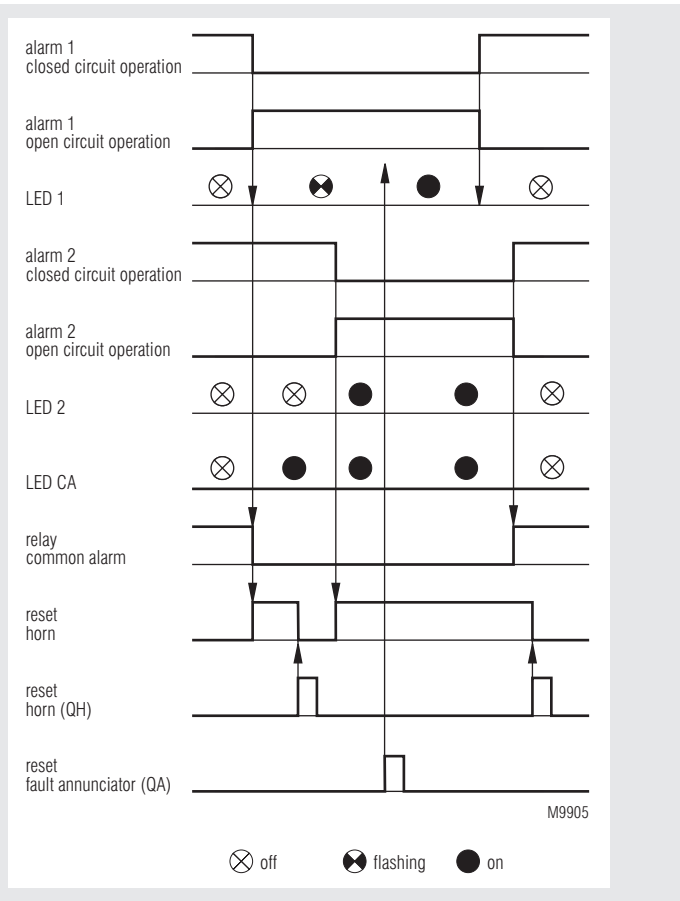 alarm 1
closed circuit operation
alarm 1
open circuit operation
LED 1
alarm 2
closed circuit operation
alarm 2
open circuit operation
LED 2
LED CA
relay
common alarm
reset
horn
reset
horn (QH)
reset
fault annunciator (QA)
M9905
off
flashing
on